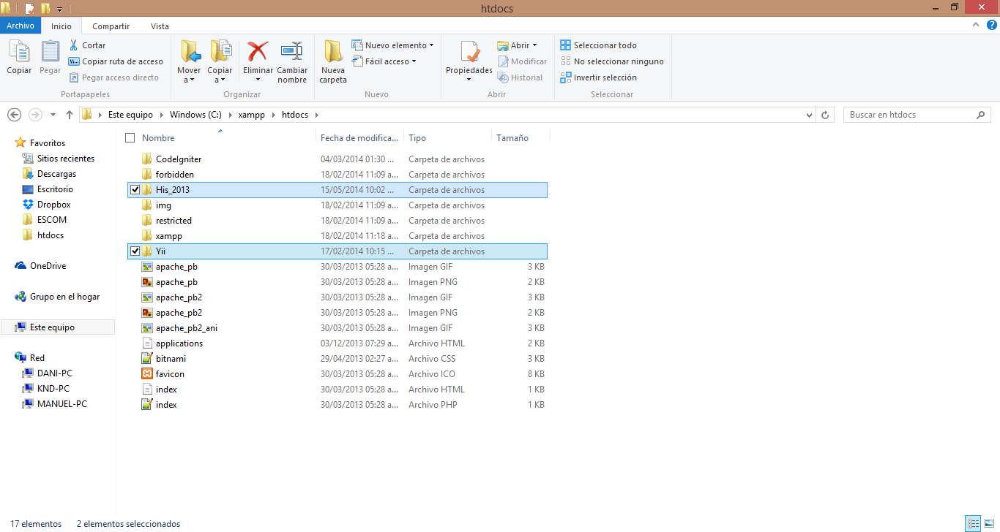 htdocs
Archivo Inicio Compartir Vista
Copiar
Pegar
Cortar
Copiar ruta de acceso
Pegar acceso directo
Portapapeles
Mover a
Copiar a
Eliminar
Cambiar nombre
Organizar
Nueva carpeta
Nuevo elemento
Fácil acceso
Nuevo
Propiedades
Abrir
Modificar
Historial
Abrir
Seleccionar todo
No seleccionar ninguno
Invertir selección
Seleccionar
Este equipo Windows (C:) xampp htdocs
Buscar en htdocs
Favoritos
Sitios recientes
Descargas
Escritorio
Dropbox
ESCOM
htdocs
OneDrive
Grupo en el hogar
Este equipo
Red
DANI-PC
KND-PC
MANUEL-PC
Nombre Fecha de modifica... Tipo Tamaño
CodeIgniter 04/03/2014 01:30 ... Carpeta de archivos
forbidden 18/02/2014 11:09 a... Carpeta de archivos
His_2013 15/05/2014 10:02 ... Carpeta de archivos
img 18/02/2014 11:09 a... Carpeta de archivos
restricted 18/02/2014 11:09 a... Carpeta de archivos
xampp 18/02/2014 11:18 a... Carpeta de archivos
Yii 17/02/2014 10:15 ... Carpeta de archivos
apache_pb 30/03/2013 05:28 a... Imagen GIF 3 KB
apache_pb 30/03/2013 05:28 a... Imagen PNG 2 KB
apache_pb2 30/03/2013 05:28 a... Imagen GIF 3 KB
apache_pb2 30/03/2013 05:28 a... Imagen PNG 2 KB
apache_pb2_ani 30/03/2013 05:28 a... Imagen GIF 3 KB
applications 03/12/2013 07:29 a... Archivo HTML 2 KB
bitnami 29/04/2013 02:27 a... Archivo CSS 3 KB
favicon 30/03/2013 05:28 a... Archivo ICO 8 KB
index 30/03/2013 05:28 a... Archivo HTML 1 KB
index 30/03/2013 05:28 a... Archivo PHP 1 KB
17 elementos 2 elementos seleccionados